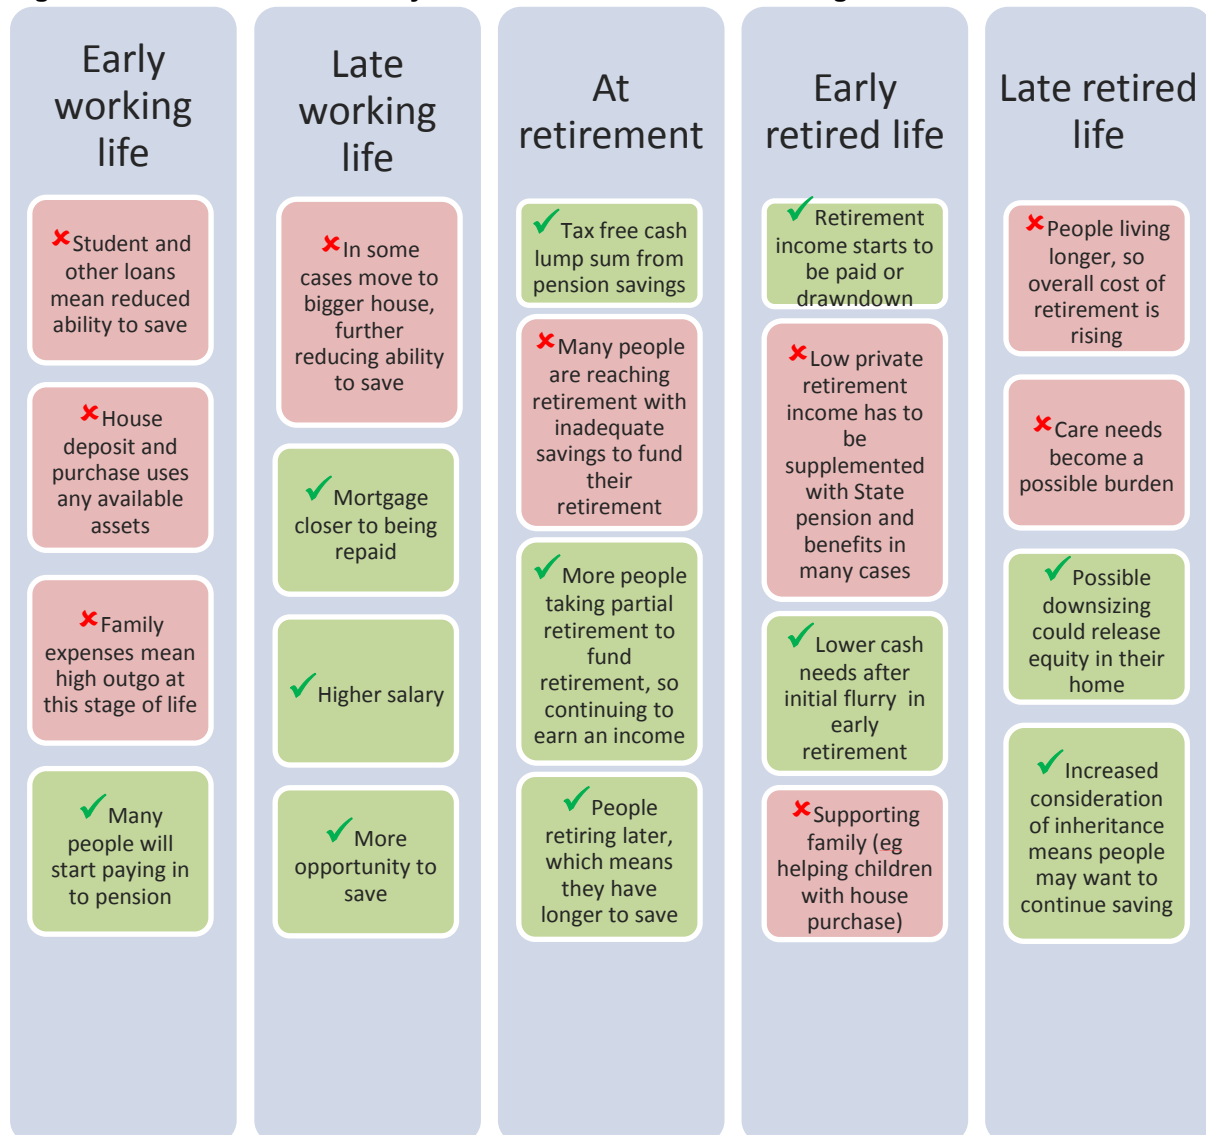 Early
working
life
✘Student and
other loans
mean reduced
ability to save
✘House
deposit and
purchase uses
any available
assets
✘Family
expenses mean
high outgo at
this stage of life
✓Many
people will
start paying in
to pension
Late
working
life
✘In some
cases move to
bigger house,
further
reducing ability
to save
✓Mortgage
closer to being
repaid
✓Higher salary
✓More
opportunity to
save
At
retirement
✓Tax free cash
lump sum from
pension savings
✘Many people
are reaching
retirement with
inadequate
savings to fund
their
retirement
✓More people
taking partial
retirement to
fund
retirement, so
continuing to
earn an income
✓People
retiring later,
which means
they have
longer to save
Early
retired life
✓Retirement
income starts to
be paid or
drawndown
✘Low private
retirement
income has to
be
supplemented
with State
pension and
benefits in
many cases
✓Lower cash
needs after
initial flurry in
early
retirement
✘Supporting
family (eg
helping children
with house
purchase)
Late retired
life
✘People living
longer, so
overall cost of
retirement is
rising
✘Care needs
become a
possible burden
✓Possible
downsizing
could release
equity in their
home
✓Increased
consideration
of inheritance
means people
may want to
continue saving